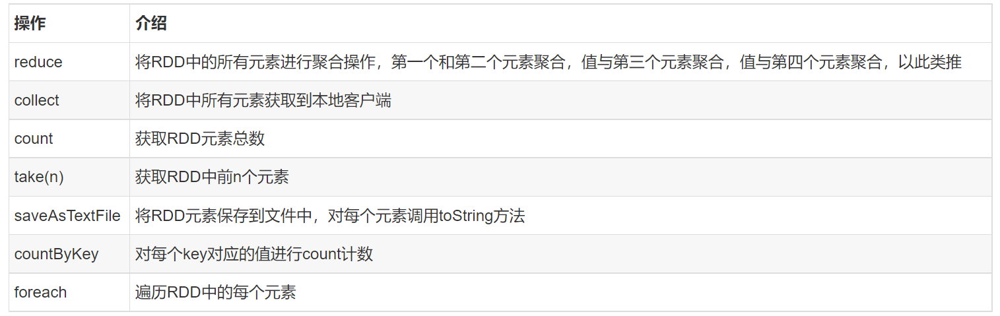 操作 介绍
reduce 将RDD中的所有元素进行聚合操作，第一个和第二个元素聚合，值与第三个元素聚合，值与第四个元素聚合，以此类推
collect 将RDD中所有元素获取到本地客户端
count 获取RDD元素总数
take(n) 获取RDD中前n个元素
saveAsTextFile 将RDD元素保存到文件中，对每个元素调用toString方法
countByKey 对每个key对应的值进行count计数
foreach 遍历RDD中的每个元素